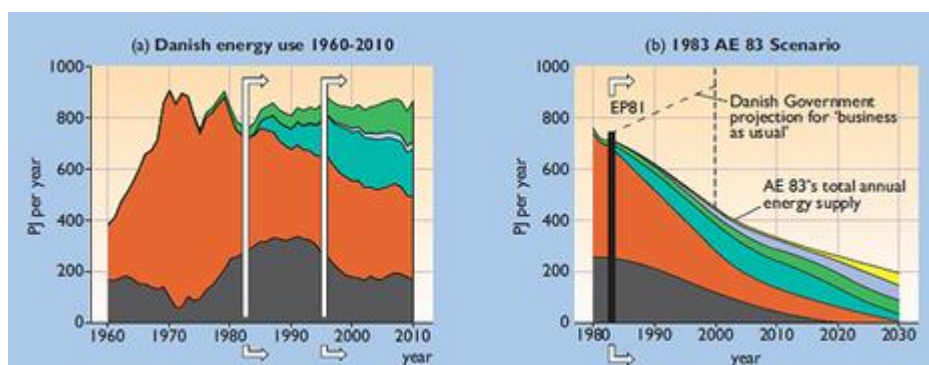 (a) Danish energy use 1960-2010
1000
800
600
400
200
0
PJ per year
1960
1970
1980
1990
2000
2010
year
(b) 1983 AE 83 Scenario
1000
800
600
400
200
0
PJ per year
EP81
Danish Government
projection for 'business
as usual'
AE 83's total annual
energy supply
1980
1990
2000
2010
2020
2030
year